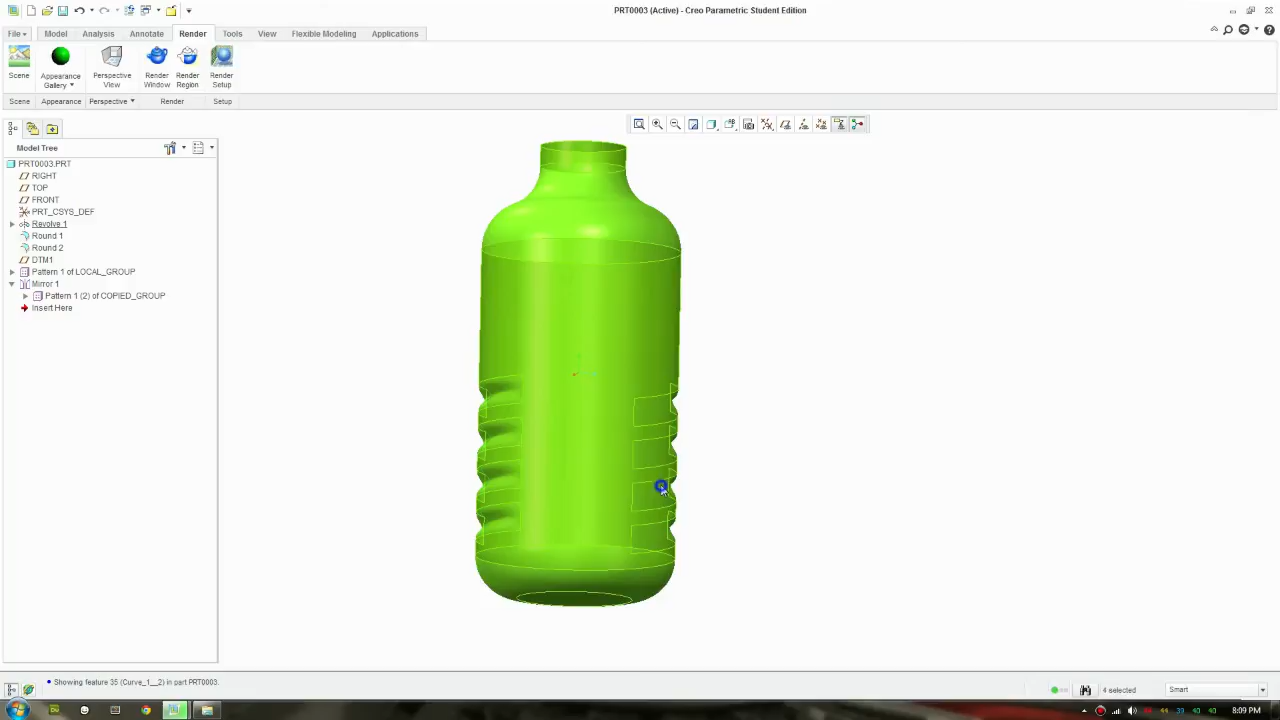 PRT0003 (Active) - Creo Parametric Student Edition
File Model Analysis Annotate Render Tools View Flexible Modeling Applications
Scene Appearance Gallery Perspective View Render Window Render Region Render Setup
Scene Appearance Perspective Render Setup
Model Tree
PRT0003.PRT
RIGHT
TOP
FRONT
PRT_CSYS_DEF
Revolve 1
Round 1
Round 2
DTM1
Pattern 1 of LOCAL_GROUP
Mirror 1
Pattern 1 (2) of COPIED_GROUP
Insert Here
Showing feature 35 (Curve_1__2) in part PRT0003.
4 selected
Smart
8:09 PM